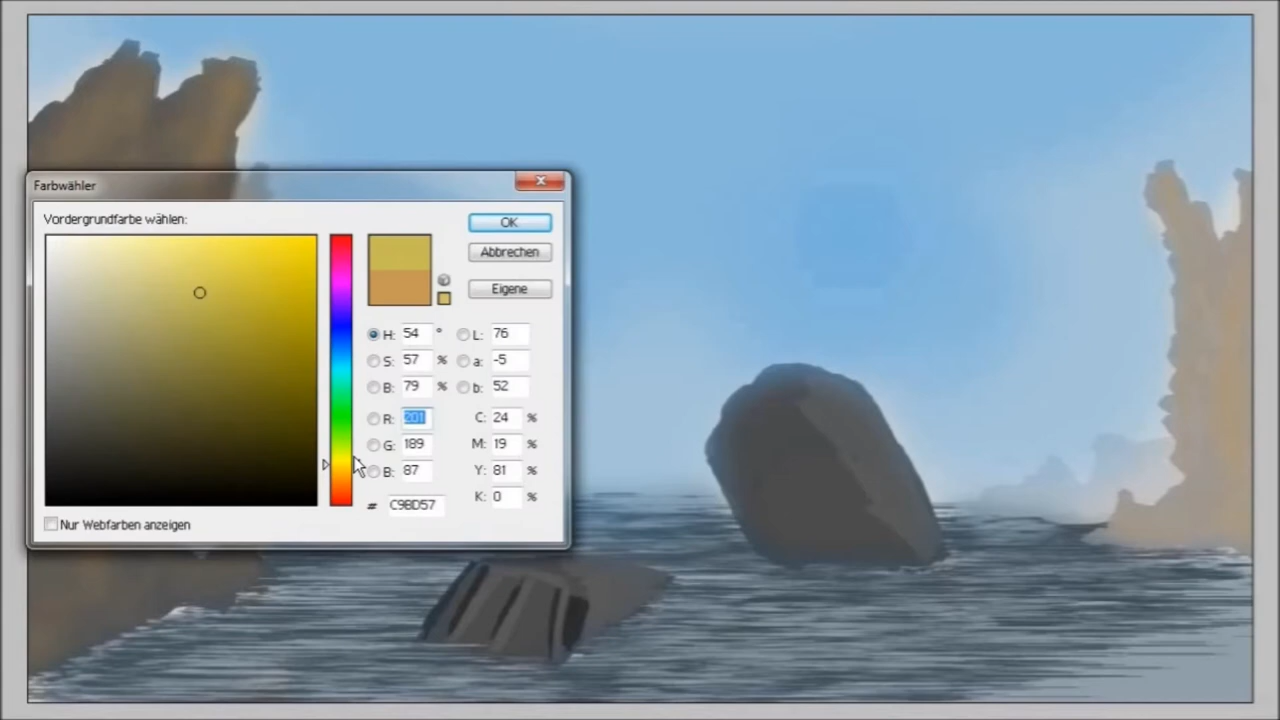 Farbwähler
Vordergrundfarbe wählen:
OK
Abbrechen
Eigene
H: 54 ° L: 76
S: 57 % a: -5
B: 79 % b: 52
R: 201 C: 24 %
G: 189 M: 19 %
B: 87 Y: 81 %
# C9BD57 K: 0 %
Nur Webfarben anzeigen